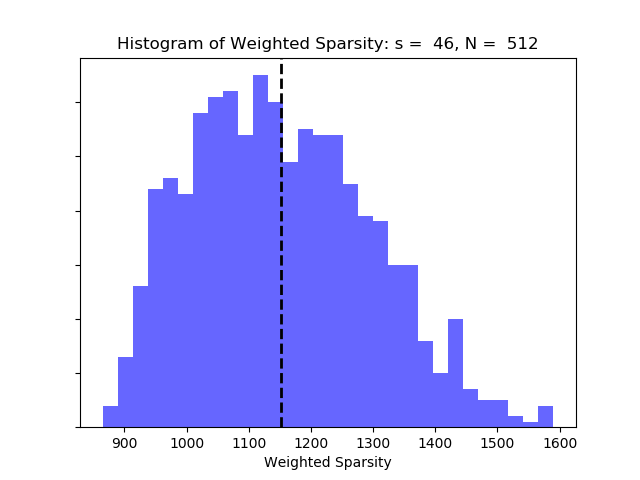 Histogram of Weighted Sparsity: s =  46, N =  512
900 1000 1100 1200 1300 1400 1500 1600
Weighted Sparsity